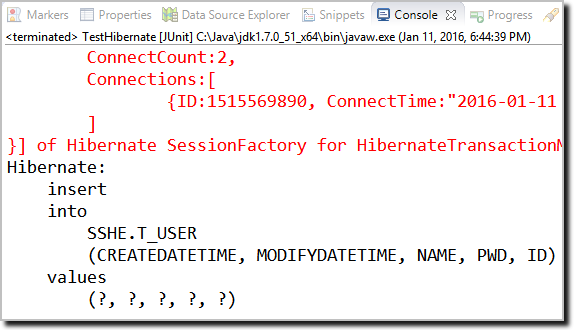 Markers Properties Data Source Explorer Snippets Console Progress
<terminated> TestHibernate [JUnit] C:\Java\jdk1.7.0_51_x64\bin\javaw.exe (Jan 11, 2016, 6:44:39 PM)
ConnectCount:2,
Connections:[
{ID:1515569890, ConnectTime:"2016-01-11
]
}] of Hibernate SessionFactory for HibernateTransactionM
Hibernate:
insert
into
SSHE.T_USER
(CREATEDATETIME, MODIFYDATETIME, NAME, PWD, ID)
values
(?, ?, ?, ?, ?)